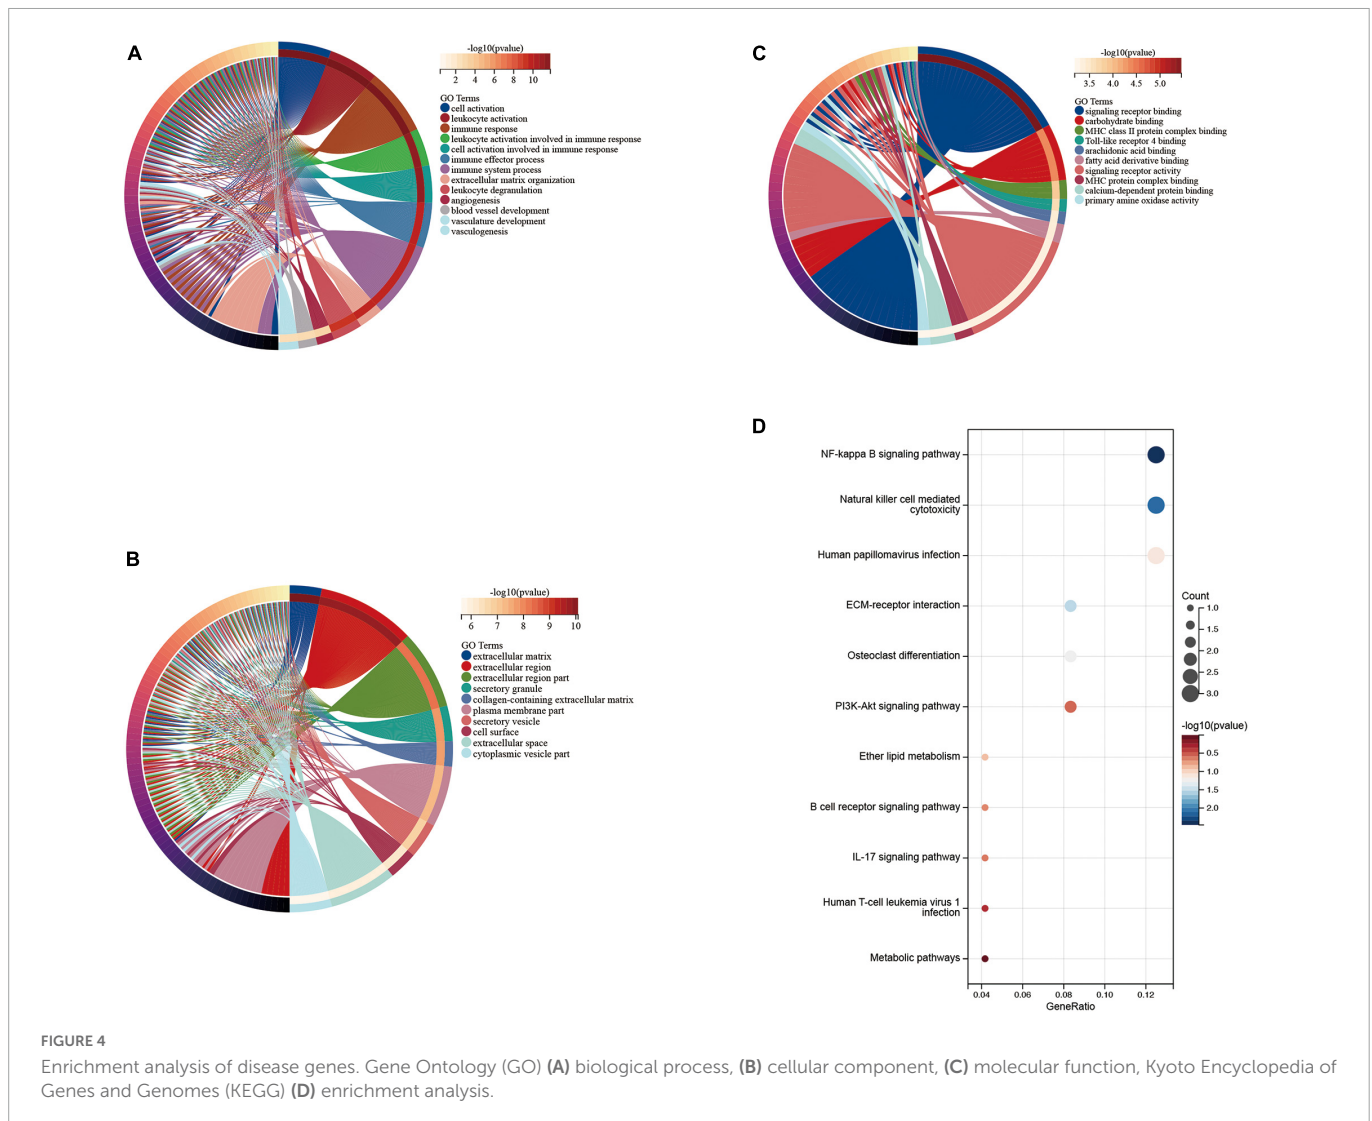 A
-log10(pvalue)
2 4 6 8 10
GO Terms
cell activation
leukocyte activation
immune response
leukocyte activation involved in immune response
cell activation involved in immune response
immune effector process
immune system process
extracellular matrix organization
leukocyte degranulation
angiogenesis
blood vessel development
vasculature development
vasculogenesis
C
-log10(pvalue)
3.5 4.0 4.5 5.0
GO Terms
signaling receptor binding
carbohydrate binding
MHC class II protein complex binding
Toll-like receptor 4 binding
arachidonic acid binding
fatty acid derivative binding
signaling receptor activity
MHC protein complex binding
calcium-dependent protein binding
primary amine oxidase activity
B
-log10(pvalue)
6 7 8 9 10
GO Terms
extracellular matrix
extracellular region
extracellular region part
secretory granule
collagen-containing extracellular matrix
plasma membrane part
secretory vesicle
cell surface
extracellular space
cytoplasmic vesicle part
D
NF-kappa B signaling pathway
Natural killer cell mediated
cytotoxicity
Human papillomavirus infection
ECM-receptor interaction
Osteoclast differentiation
PI3K-Akt signaling pathway
Ether lipid metabolism
B cell receptor signaling pathway
IL-17 signaling pathway
Human T-cell leukemia virus 1
infection
Metabolic pathways
0.04 0.06 0.08 0.10 0.12
GeneRatio
Count
1.0
1.5
2.0
2.5
3.0
-log10(pvalue)
0.5
1.0
1.5
2.0
FIGURE 4
Enrichment analysis of disease genes. Gene Ontology (GO) (A) biological process, (B) cellular component, (C) molecular function, Kyoto Encyclopedia of
Genes and Genomes (KEGG) (D) enrichment analysis.